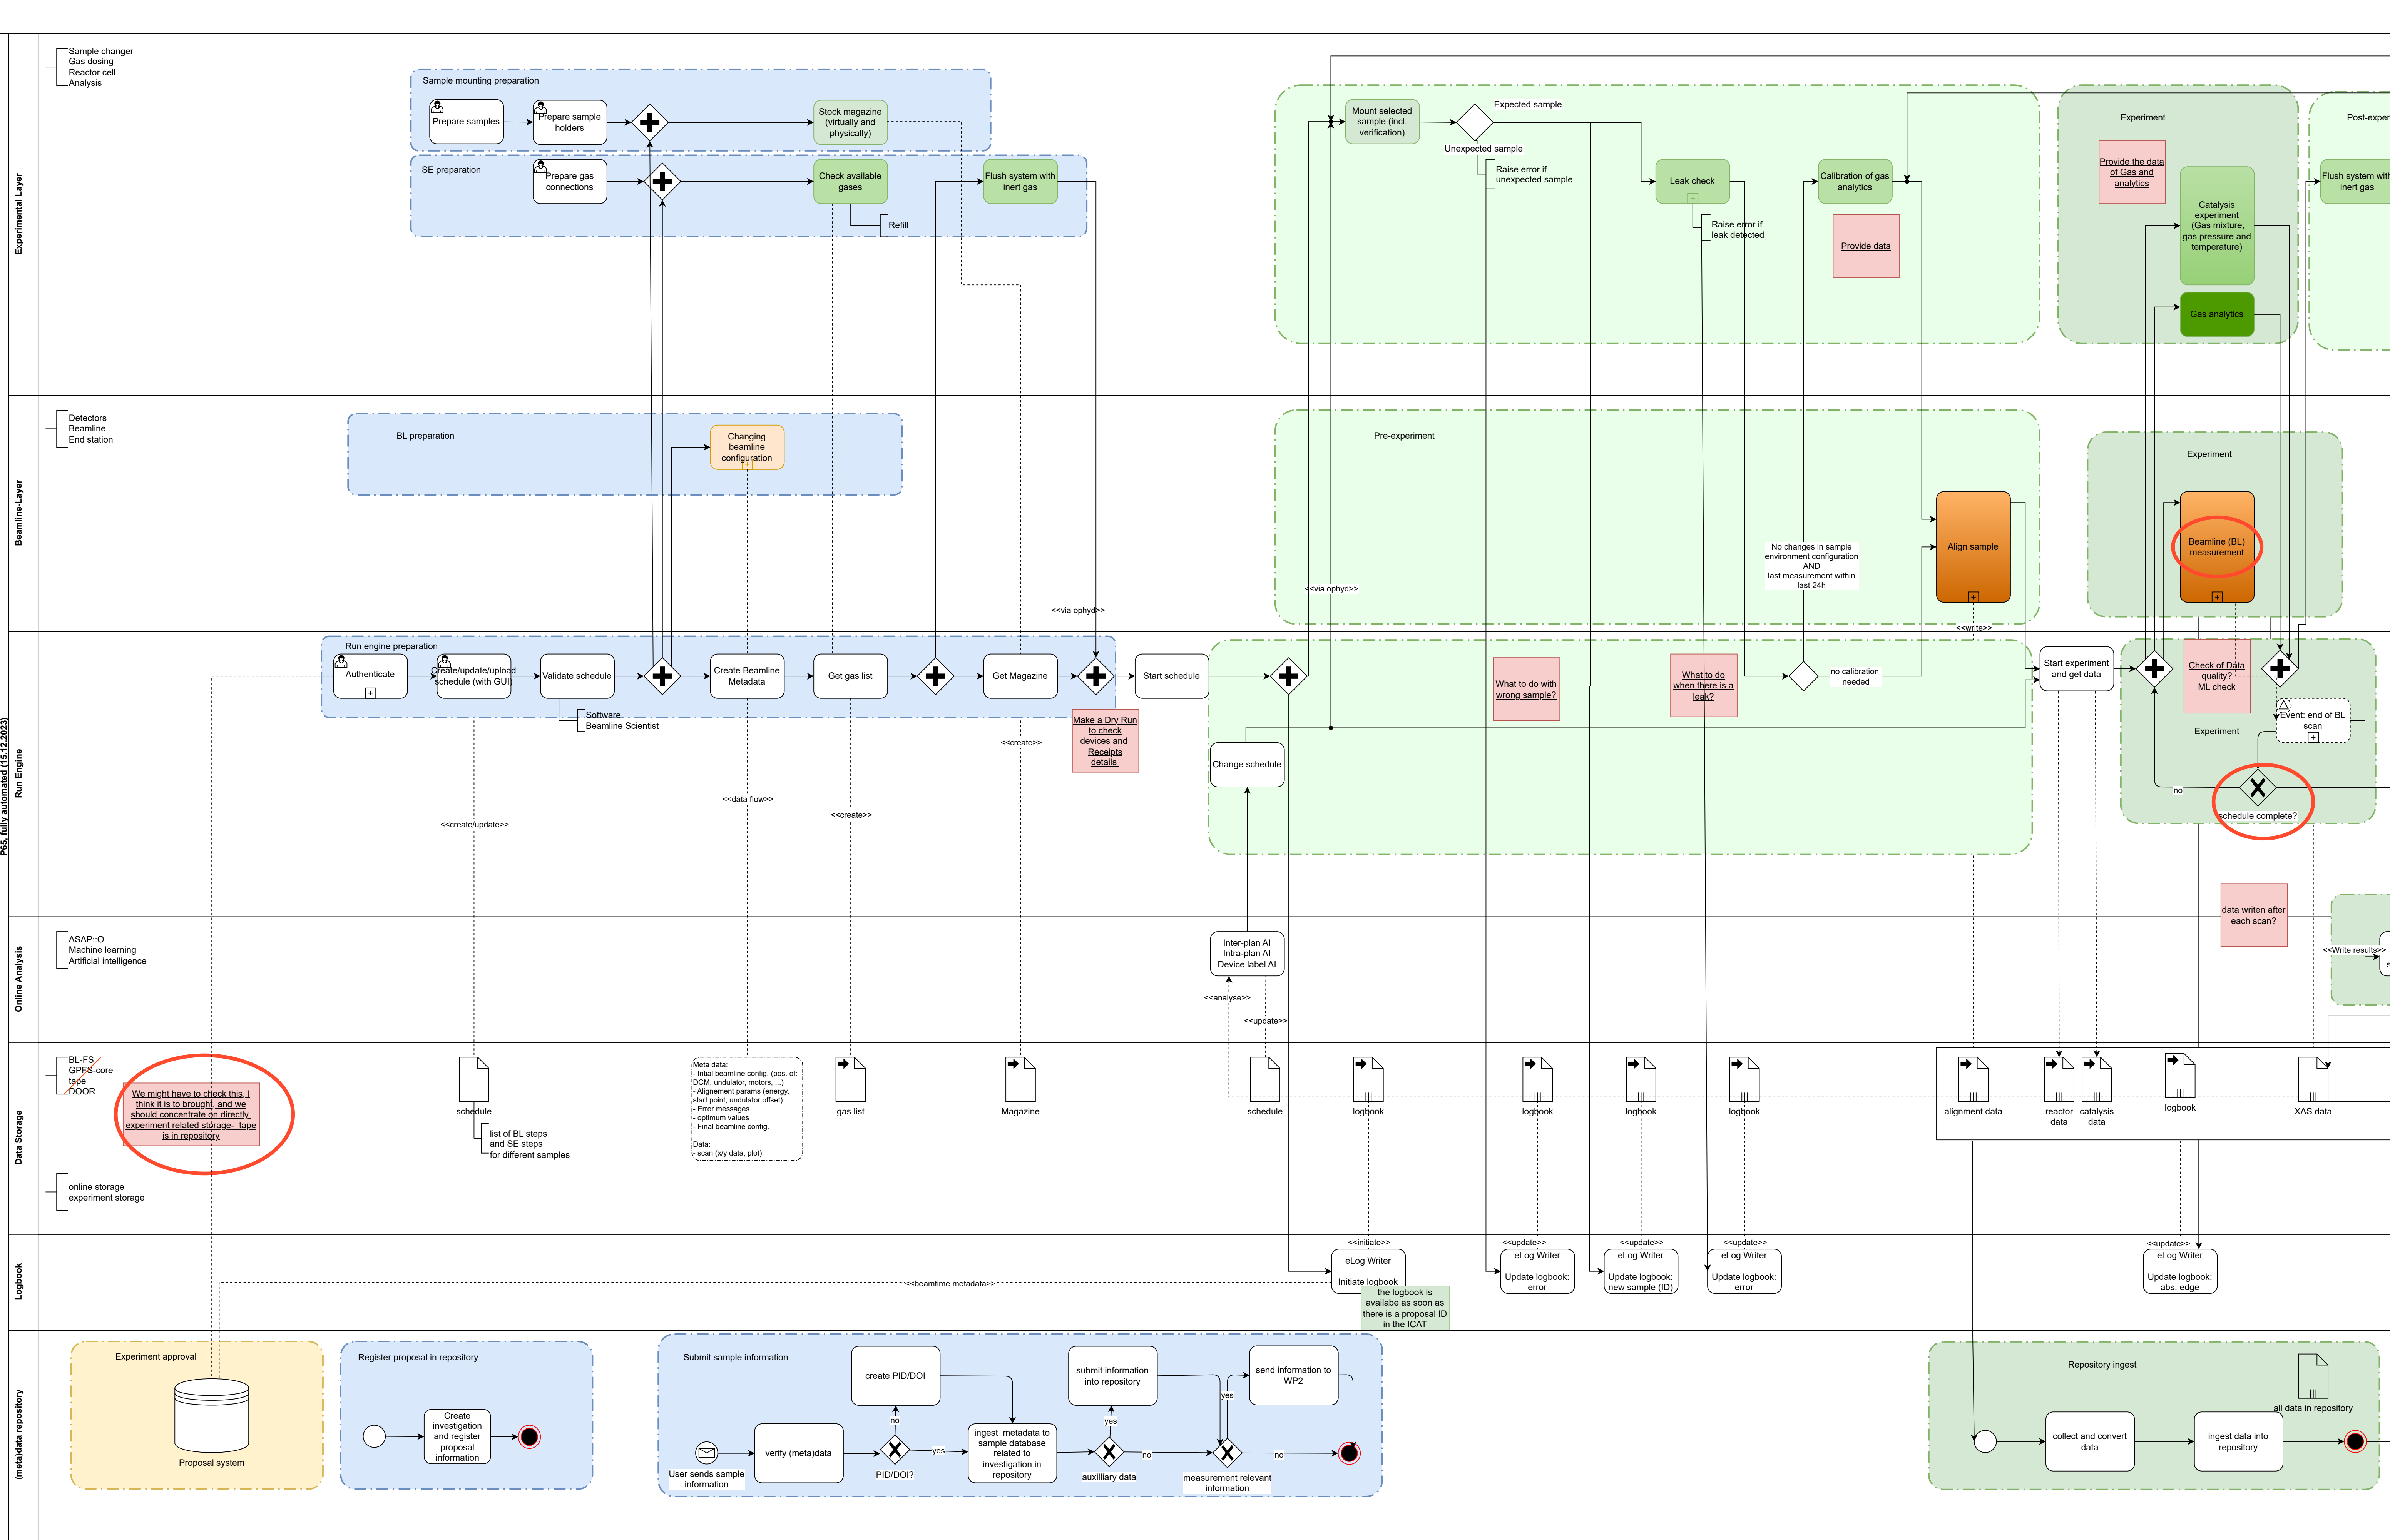 P65, fully automated (15.12.2023)
Experimental Layer
Sample changer
Gas dosing
Reactor cell
Analysis
Sample mounting preparation
Prepare samples
Prepare sample
holders
Stock magazine
(virtually and
physically)
SE preparation
Prepare gas
connections
Check available
gases
Refill
Flush system with
inert gas
Mount selected
sample (incl.
verification)
Expected sample
Unexpected sample
Raise error if
unexpected sample
Leak check
Raise error if
leak detected
Calibration of gas
analytics
Provide data
Experiment
Provide the data
of Gas and
analytics
Catalysis
experiment
(Gas mixture,
gas pressure and
temperature)
Gas analytics
Post-exper
Flush system with
inert gas
Beamline-Layer
Detectors
Beamline
End station
BL preparation
Changing
beamline
configuration
<<via ophyd>>
<<via ophyd>>
Pre-experiment
No changes in sample
environment configuration
AND
last measurement within
last 24h
Align sample
<<write>>
Experiment
Beamline (BL)
measurement
Run Engine
Run engine preparation
Authenticate
Create/update/upload
schedule (with GUI)
Validate schedule
Software
Beamline Scientist
Create Beamline
Metadata
Get gas list
Get Magazine
Make a Dry Run
to check
devices and
Receipts
details
Start schedule
Change schedule
What to do with
wrong sample?
What to do
when there is a
leak?
no calibration
needed
Start experiment
and get data
Check of Data
quality?
ML check
Event: end of BL
scan
Experiment
no
schedule complete?
data writen after
each scan?
<<create/update>>
<<data flow>>
<<create>>
<<create>>
Online Analysis
ASAP::O
Machine learning
Artificial intelligence
Inter-plan AI
Intra-plan AI
Device label AI
<<analyse>>
<<update>>
<<Write results>>
Data Storage
BL-FS
GPFS-core
tape
DOOR
We might have to check this, I
think it is to brought, and we
should concentrate on directly
experiment related storage- tape
is in repository
online storage
experiment storage
schedule
list of BL steps
and SE steps
for different samples
Meta data:
- Intial beamline config. (pos. of:
DCM, undulator, motors, ...)
- Alignement params (energy,
start point, undulator offset)
- Error messages
- optimum values
- Final beamline config.
Data:
- scan (x/y data, plot)
gas list
Magazine
schedule
logbook
logbook
logbook
logbook
alignment data
reactor
data
catalysis
data
logbook
XAS data
Logbook
<<beamtime metadata>>
<<initiate>>
eLog Writer
Initiate logbook
the logbook is
availabe as soon as
there is a proposal ID
in the ICAT
<<update>>
eLog Writer
Update logbook:
error
<<update>>
eLog Writer
Update logbook:
new sample (ID)
<<update>>
eLog Writer
Update logbook:
error
<<update>>
eLog Writer
Update logbook:
abs. edge
(meta)data repository
Experiment approval
Proposal system
Register proposal in repository
Create
investigation
and register
proposal
information
Submit sample information
User sends sample
information
verify (meta)data
PID/DOI?
no
create PID/DOI
yes
ingest metadata to
sample database
related to
investigation in
repository
auxilliary data
yes
submit information
into repository
no
measurement relevant
information
yes
send information to
WP2
no
Repository ingest
collect and convert
data
ingest data into
repository
all data in repository